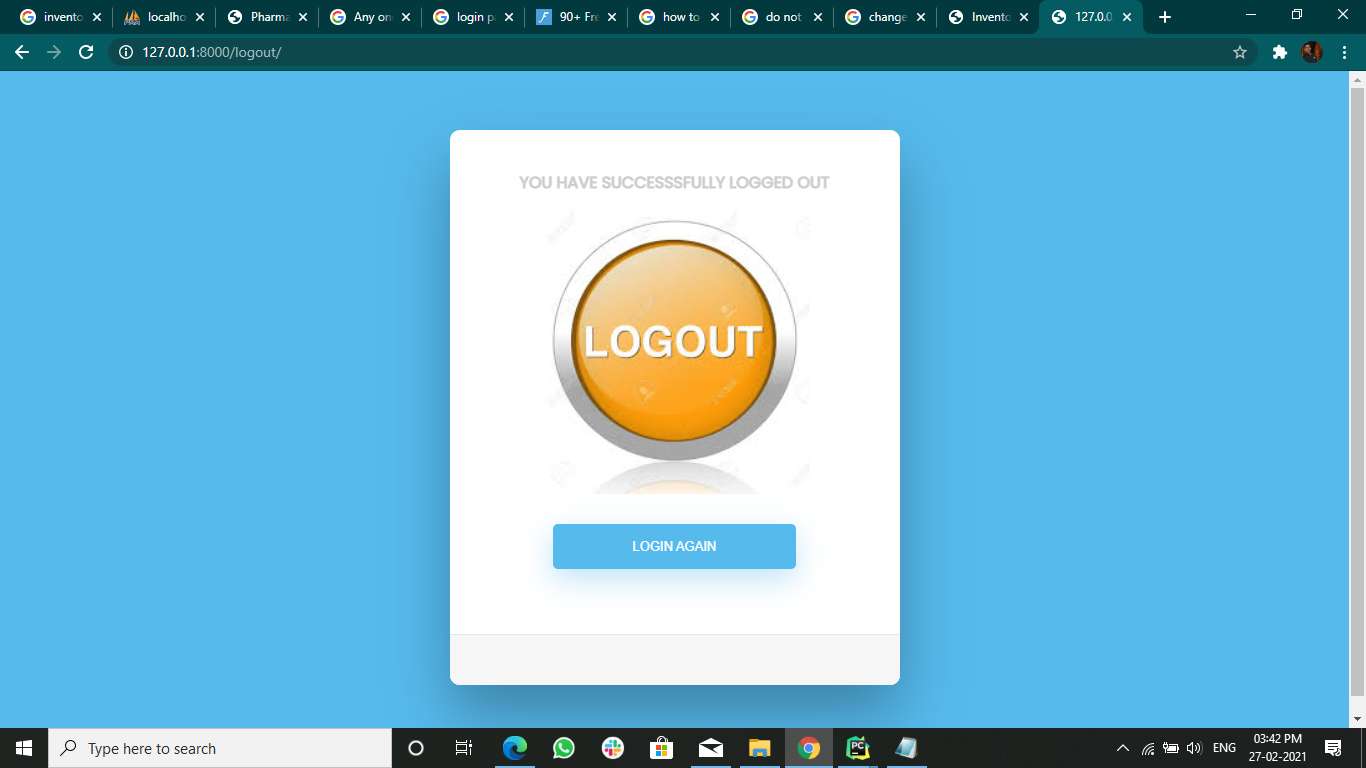 invento
localho
Pharma
Any on
login pa
90+ Fre
how to
do not
change
Invento
127.0.0
127.0.0.1:8000/logout/
YOU HAVE SUCCESSSFULLY LOGGED OUT
LOGOUT
LOGIN AGAIN
Type here to search
PC
ENG
03:42 PM
27-02-2021